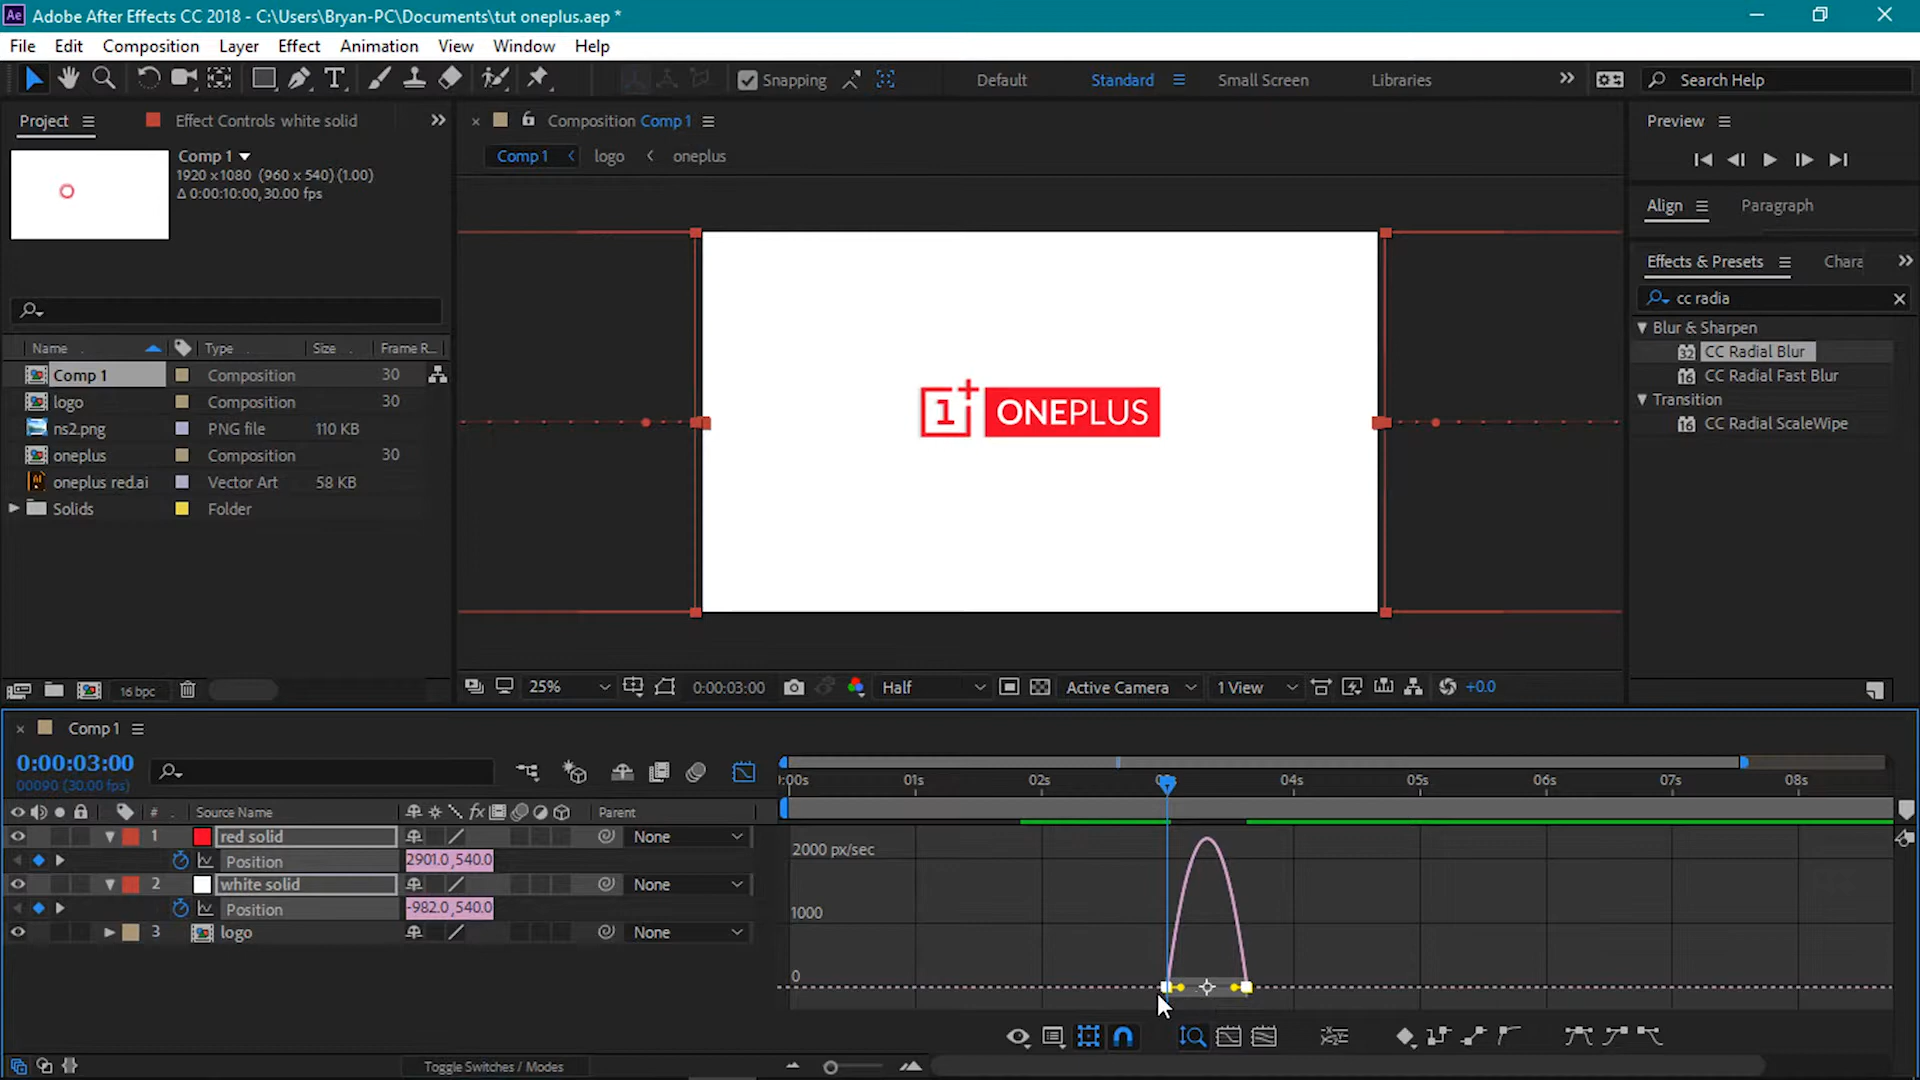 Ae Adobe After Effects CC 2018 - C:\Users\Bryan-PC\Documents\tut oneplus.aep *
File Edit Composition Layer Effect Animation View Window Help
Snapping Default Standard Small Screen Libraries Search Help
Project Effect Controls white solid
Composition Comp 1
Preview
Comp 1
1920 x1080 (960 x 540) (1.00)
Δ 0:00:10:00, 30.00 fps
Comp 1 logo oneplus
Align Paragraph
Effects & Presets Chara
cc radia
Blur & Sharpen
32 CC Radial Blur
16 CC Radial Fast Blur
Transition
16 CC Radial ScaleWipe
Name Type Size Frame R...
Comp 1 Composition 30
logo Composition 30
ns2.png PNG file 110 KB
oneplus Composition 30
oneplus red.ai Vector Art 58 KB
Solids Folder
1+ ONEPLUS
16 bpc
25% 0:00:03:00 Half Active Camera 1 View +0.0
Comp 1
0:00:03:00
00090 (30.00 fps)
# Source Name Parent
1 red solid None
Position 2901.0,540.0
2 white solid None
Position -982.0,540.0
3 logo None
:00s 01s 02s 04s 05s 06s 07s 08s
2000 px/sec
1000
0
Toggle Switches / Modes